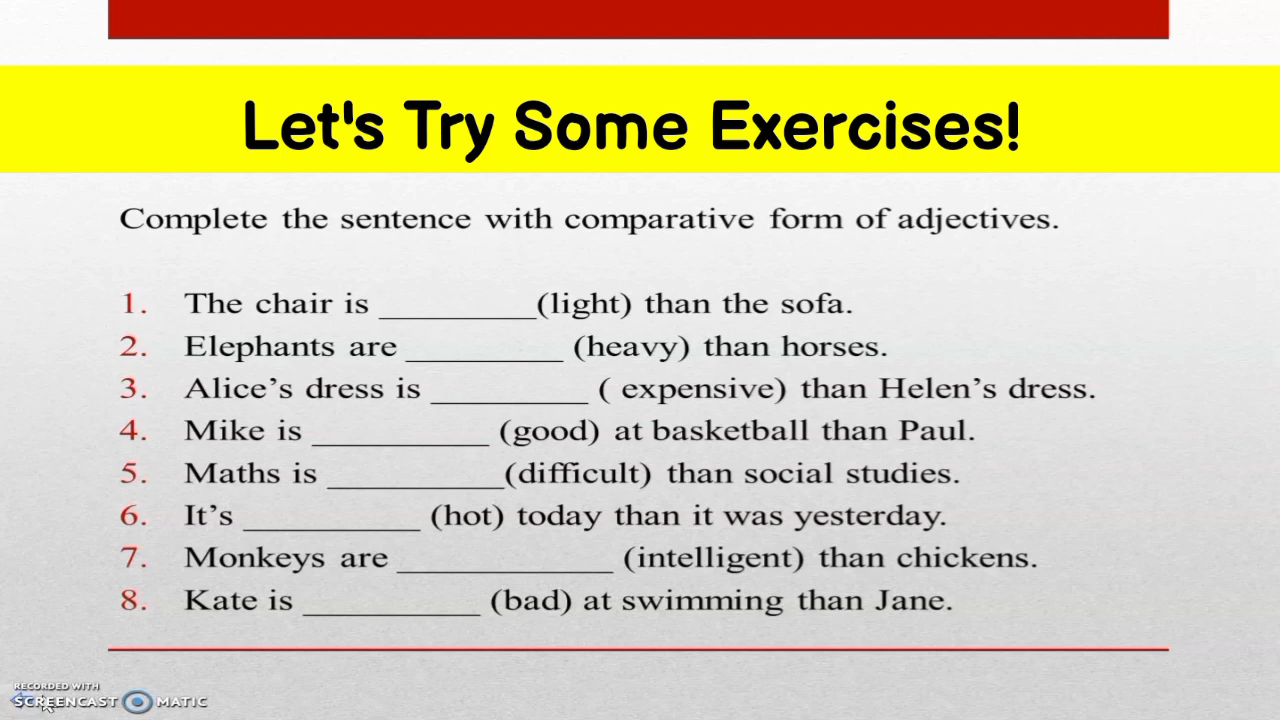 Let's Try Some Exercises!
Complete the sentence with comparative form of adjectives.
1. The chair is _________(light) than the sofa.
2. Elephants are _________ (heavy) than horses.
3. Alice’s dress is _________ ( expensive) than Helen’s dress.
4. Mike is __________ (good) at basketball than Paul.
5. Maths is __________(difficult) than social studies.
6. It’s __________ (hot) today than it was yesterday.
7. Monkeys are ____________ (intelligent) than chickens.
8. Kate is __________ (bad) at swimming than Jane.
RECORDED WITH
SCREENCAST MATIC